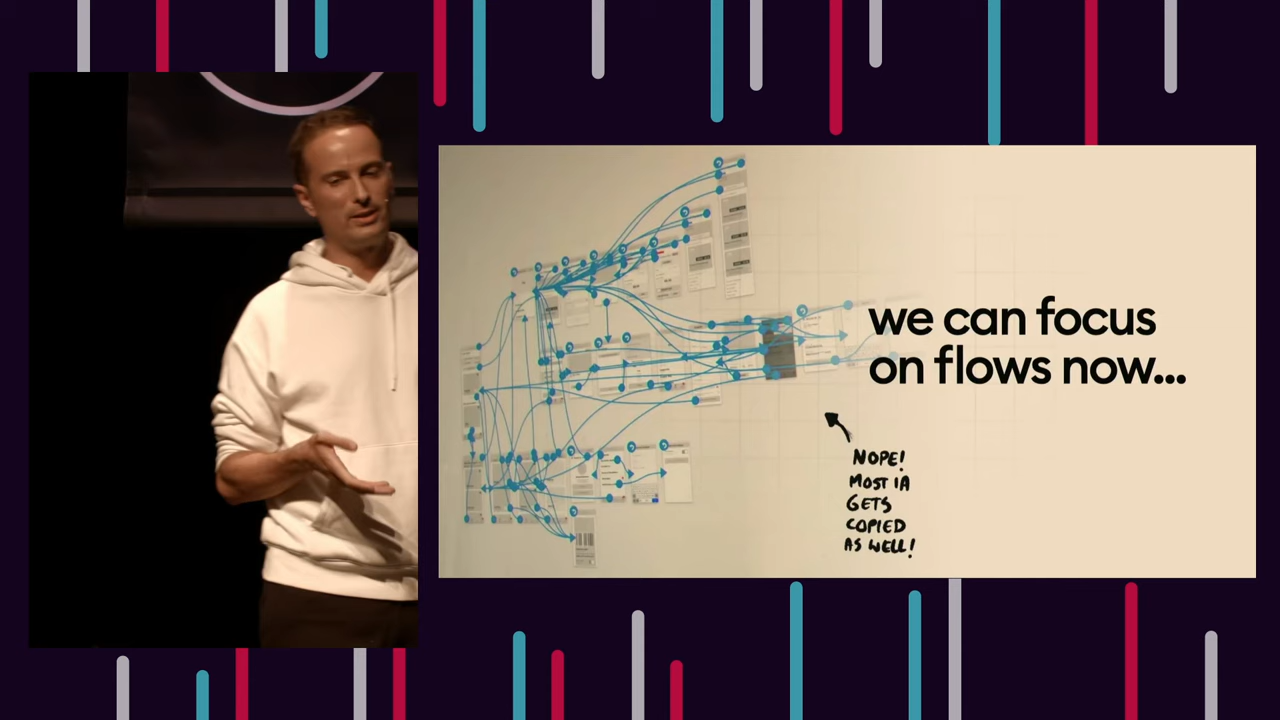 we can focus
on flows now...
NOPE!
MOST IA
GETS
COPIED
AS WELL!